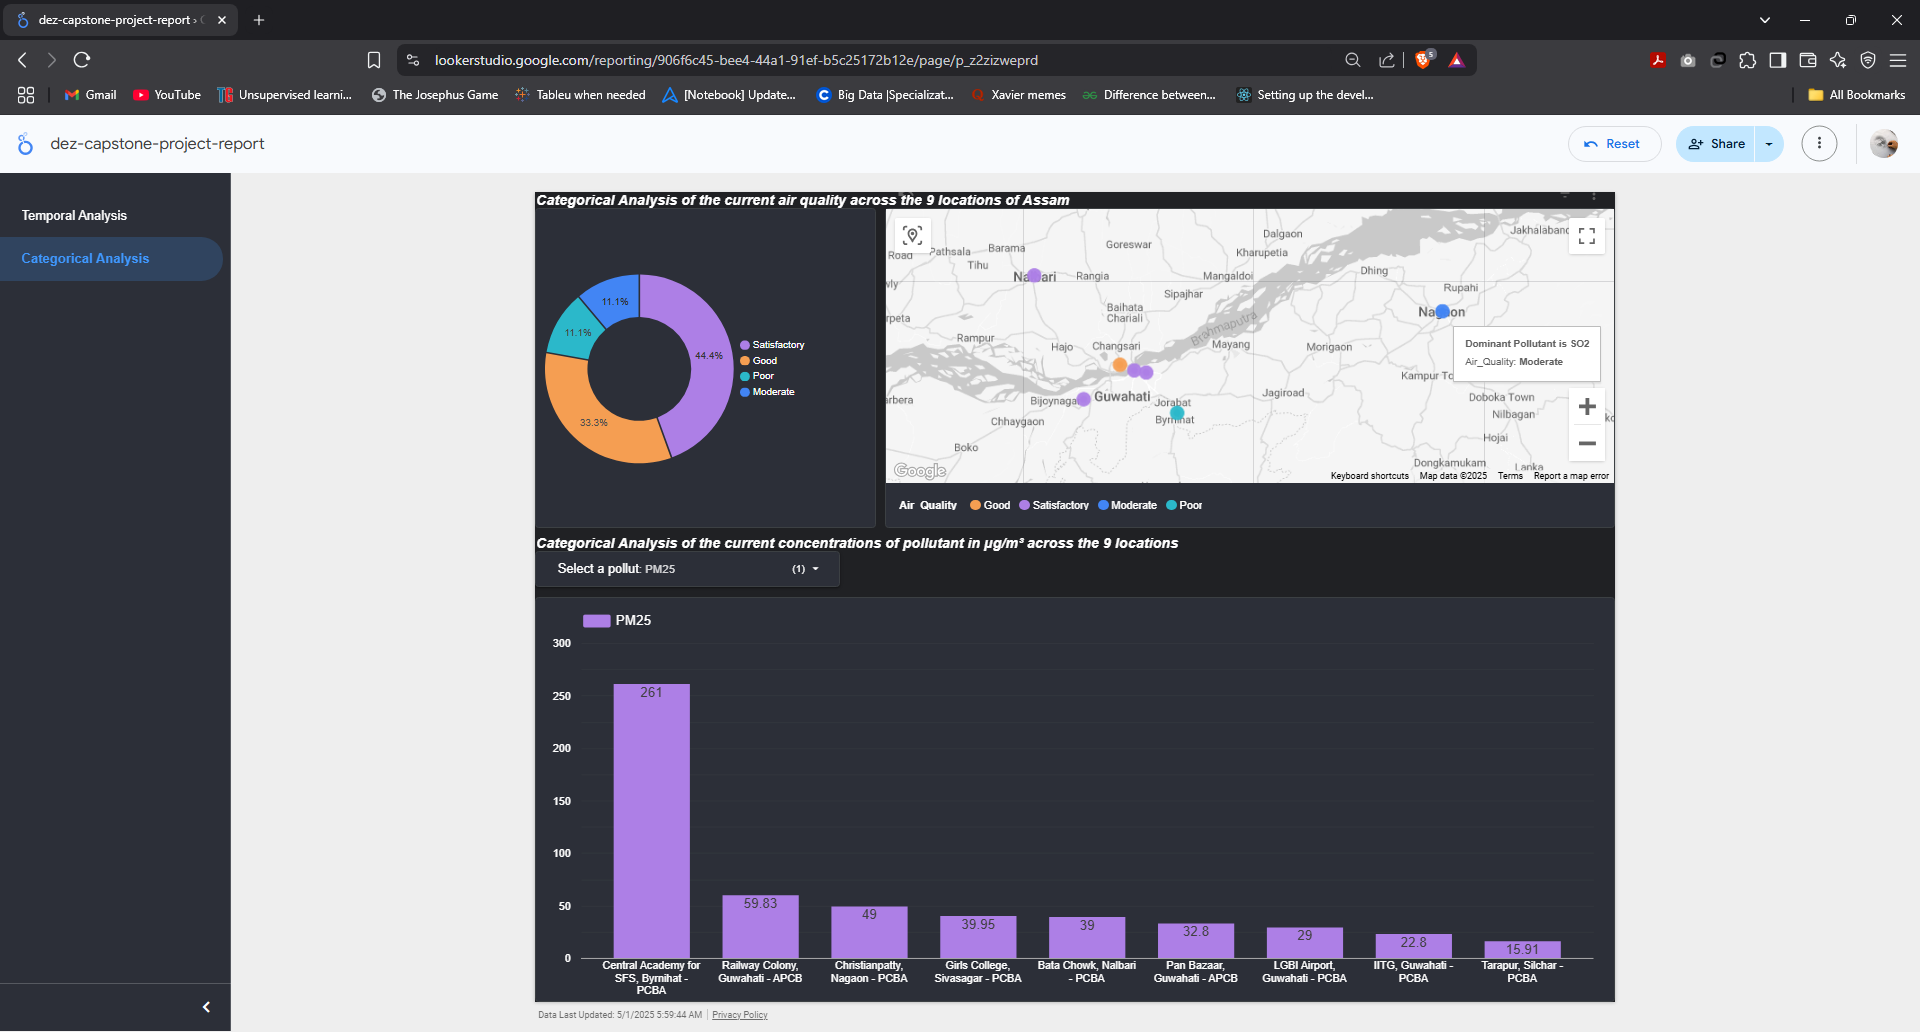 dez-capstone-project-report ›
lookerstudio.google.com/reporting/906f6c45-bee4-44a1-91ef-b5c25172b12e/page/p_z2zizweprd
5
Gmail
YouTube
Unsupervised learni...
The Josephus Game
Tableu when needed
[Notebook] Update...
Big Data |Specializat...
Xavier memes
Difference between...
Setting up the devel...
All Bookmarks
dez-capstone-project-report
Reset
Share
Temporal Analysis
Categorical Analysis
Categorical Analysis of the current air quality across the 9 locations of Assam
11.1%
11.1%
44.4%
33.3%
Satisfactory
Good
Poor
Moderate
Road
Pathsala
Barama
Goreswar
Dalgaon
Kharupetia
Jakhalaband
Tihu
Rangia
Mangaldoi
Dhing
Rupahi
Sipajhar
Baihata
Chariali
Brahmaputra
Rampur
Hajo
Changsari
Mayang
Morigaon
Dominant Pollutant is SO2
Air_Quality: Moderate
Bijoynagar
Guwahati
Jorabat
Jagiroad
Doboka Town
Chhaygaon
Byrnihat
Nilbagan
Boko
Hojai
Dongkamukam
Lanka
Google
Keyboard shortcuts
Map data ©2025
Terms
Report a map error
Air Quality
Good
Satisfactory
Moderate
Poor
Categorical Analysis of the current concentrations of pollutant in µg/m³ across the 9 locations
Select a pollut: PM25
(1)
PM25
300
250
200
150
100
50
0
261
59.83
49
39.95
39
32.8
29
22.8
15.91
Central Academy for SFS, Byrnihat - PCBA
Railway Colony, Guwahati - APCB
Christianpatty, Nagaon - PCBA
Girls College, Sivasagar - PCBA
Bata Chowk, Nalbari - PCBA
Pan Bazaar, Guwahati - APCB
LGBI Airport, Guwahati - PCBA
IITG, Guwahati - PCBA
Tarapur, Silchar - PCBA
Data Last Updated: 5/1/2025 5:59:44 AM
Privacy Policy